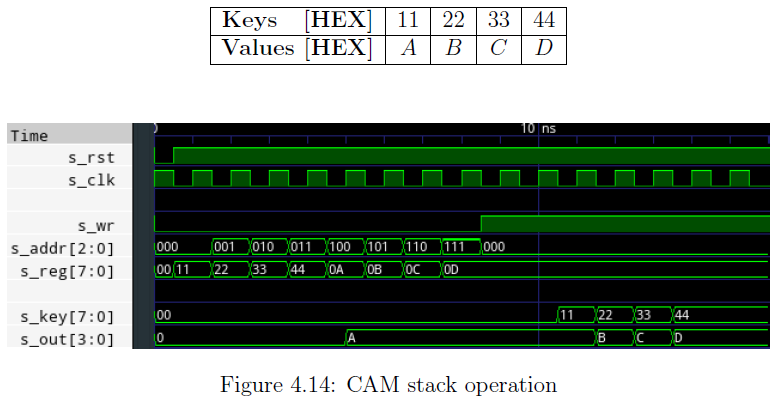 Keys [HEX] 11 22 33 44
Values [HEX] A B C D
Time 0 10 ns
s_rst
s_clk
s_wr
s_addr[2:0] 000 001 010 011 100 101 110 111 000
s_reg[7:0] 00 11 22 33 44 0A 0B 0C 0D
s_key[7:0] 00 11 22 33 44
s_out[3:0] 0 A B C D
Figure 4.14: CAM stack operation